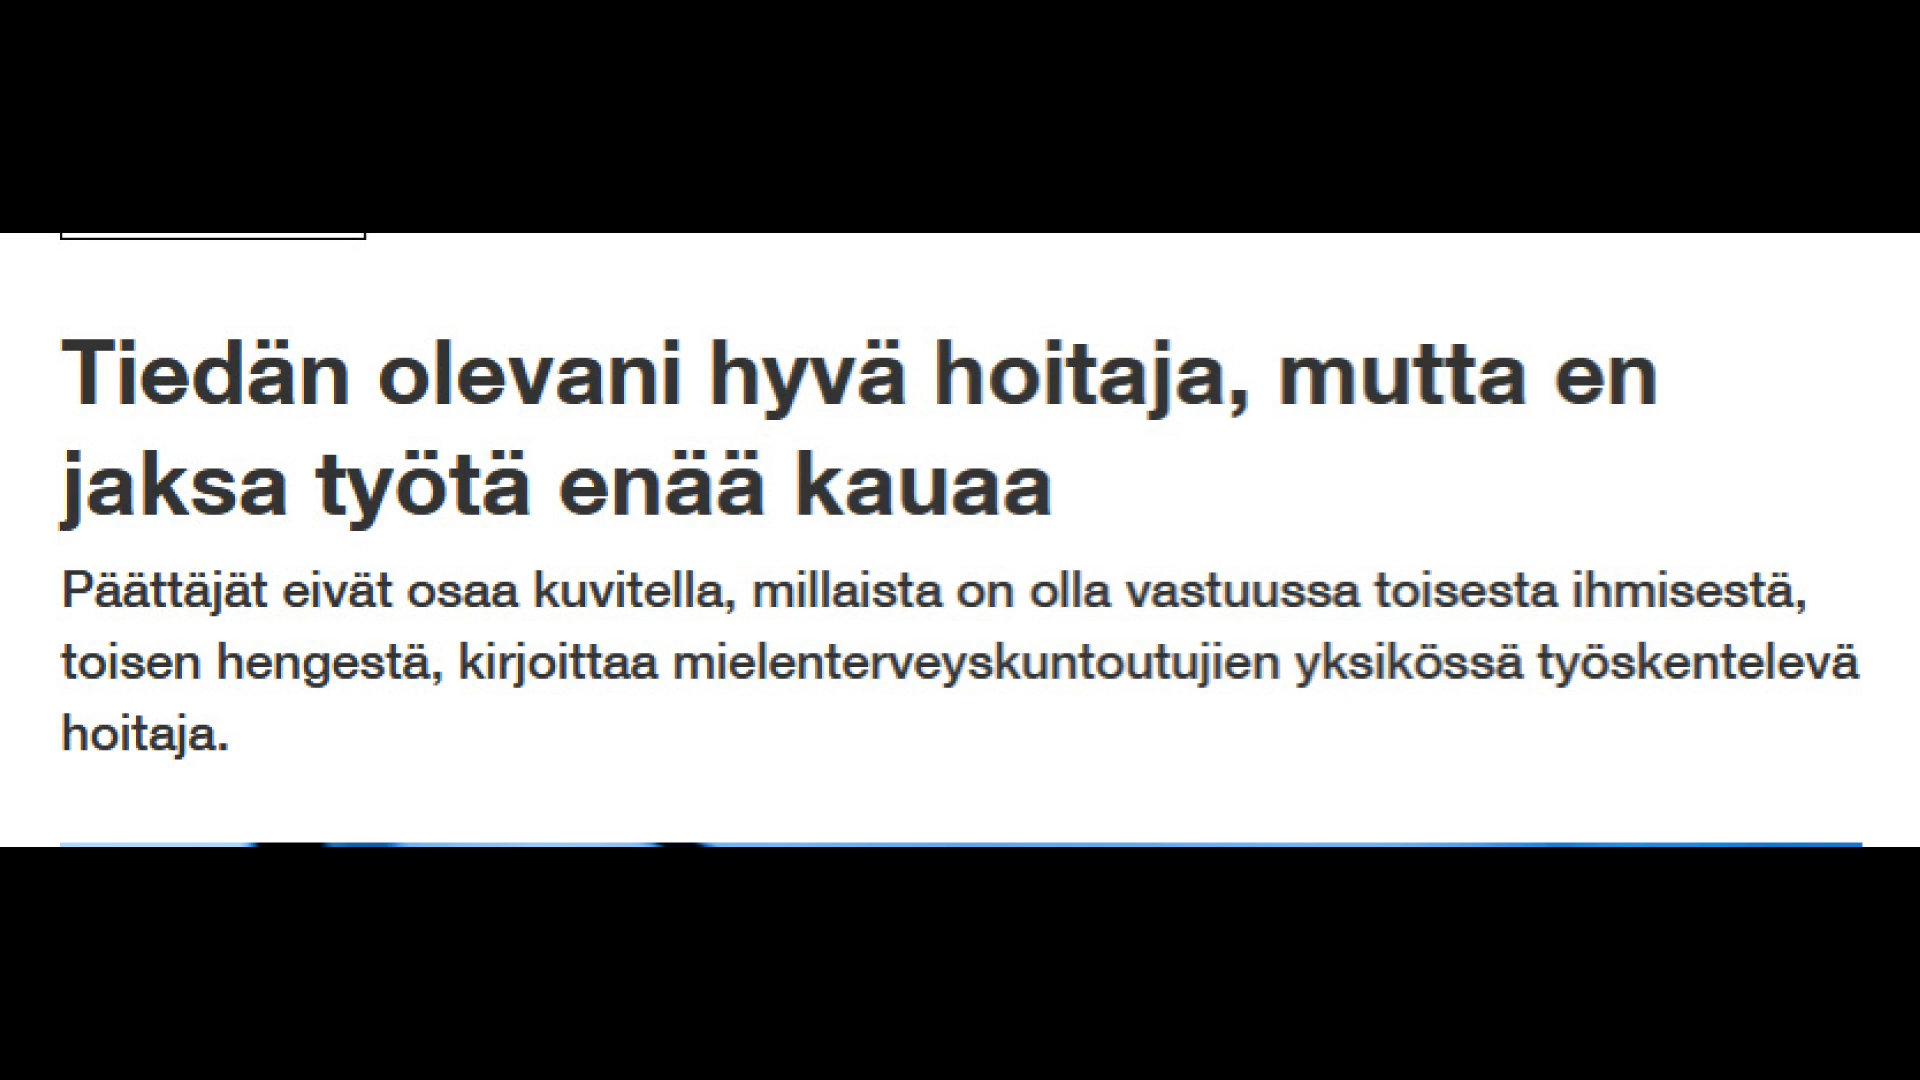 Tiedän olevani hyvä hoitaja, mutta en
jaksa työtä enää kauaa
Päättäjät eivät osaa kuvitella, millaista on olla vastuussa toisesta ihmisestä,
toisen hengestä, kirjoittaa mielenterveyskuntoutujien yksikössä työskentelevä
hoitaja.